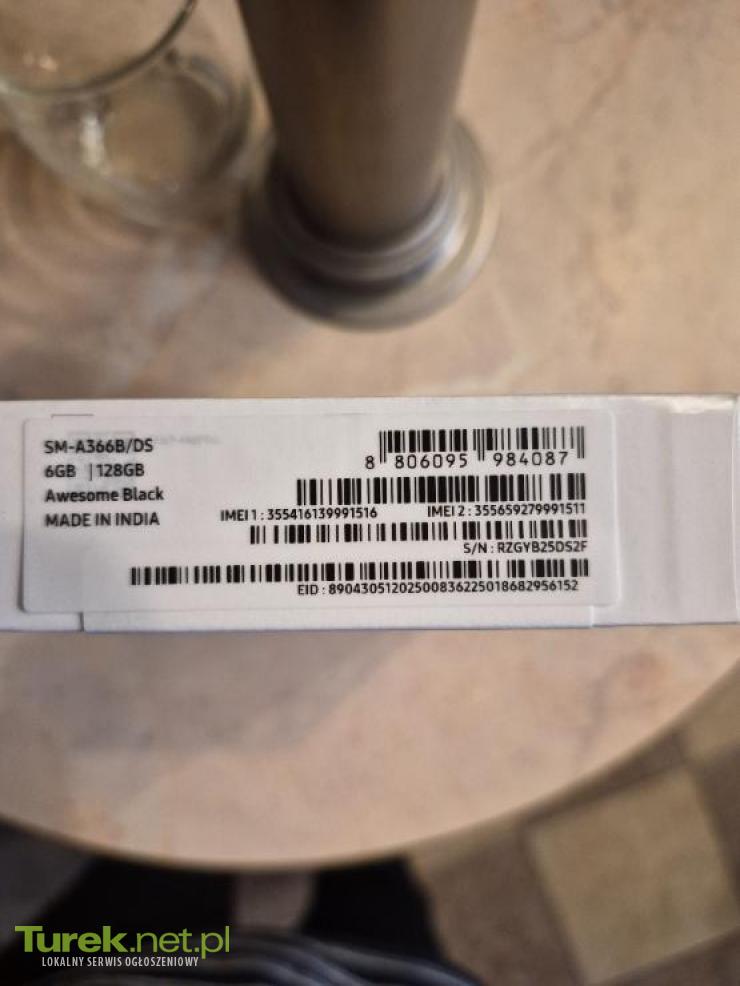 SM-A366B/DS
6GB | 128GB
Awesome Black
MADE IN INDIA
8 806095 984087
IMEI 1 : 355416139991516 IMEI 2 : 355659279991511
S/N : RZGYB25DS2F
EID : 89043051202500836225018682956152
Turek.net.pl
LOKALNY SERWIS OGŁOSZENIOWY